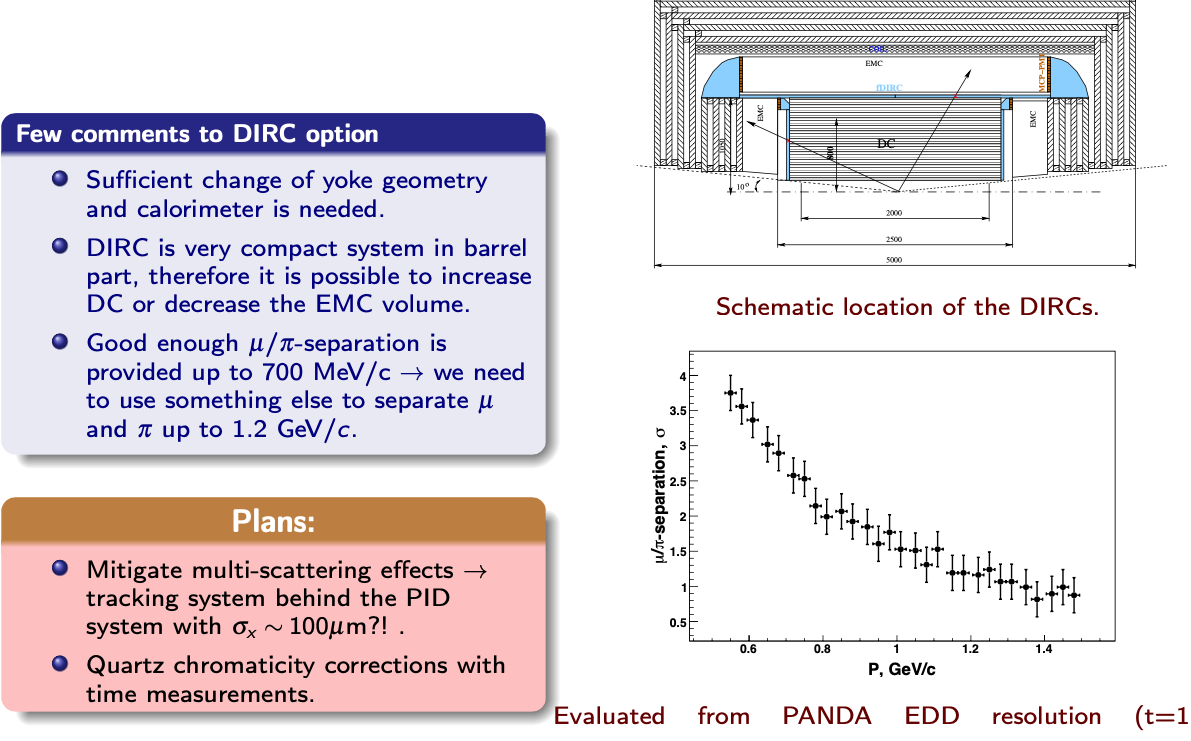 Few comments to DIRC option
Sufficient change of yoke geometry
and calorimeter is needed.
DIRC is very compact system in barrel
part, therefore it is possible to increase
DC or decrease the EMC volume.
Good enough μ/π-separation is
provided up to 700 MeV/c → we need
to use something else to separate μ
and π up to 1.2 GeV/c.
Plans:
Mitigate multi-scattering effects →
tracking system behind the PID
system with σx ∼ 100μm?! .
Quartz chromaticity corrections with
time measurements.
COIL
EMC
MCP-PMT
fDIRC
EMC
EMC
DC
800
10°
2000
2500
5000
Schematic location of the DIRCs.
μ/π-separation, σ
4
3.5
3
2.5
2
1.5
1
0.5
0.6 0.8 1 1.2 1.4
P, GeV/c
Evaluated from PANDA EDD resolution (t=1